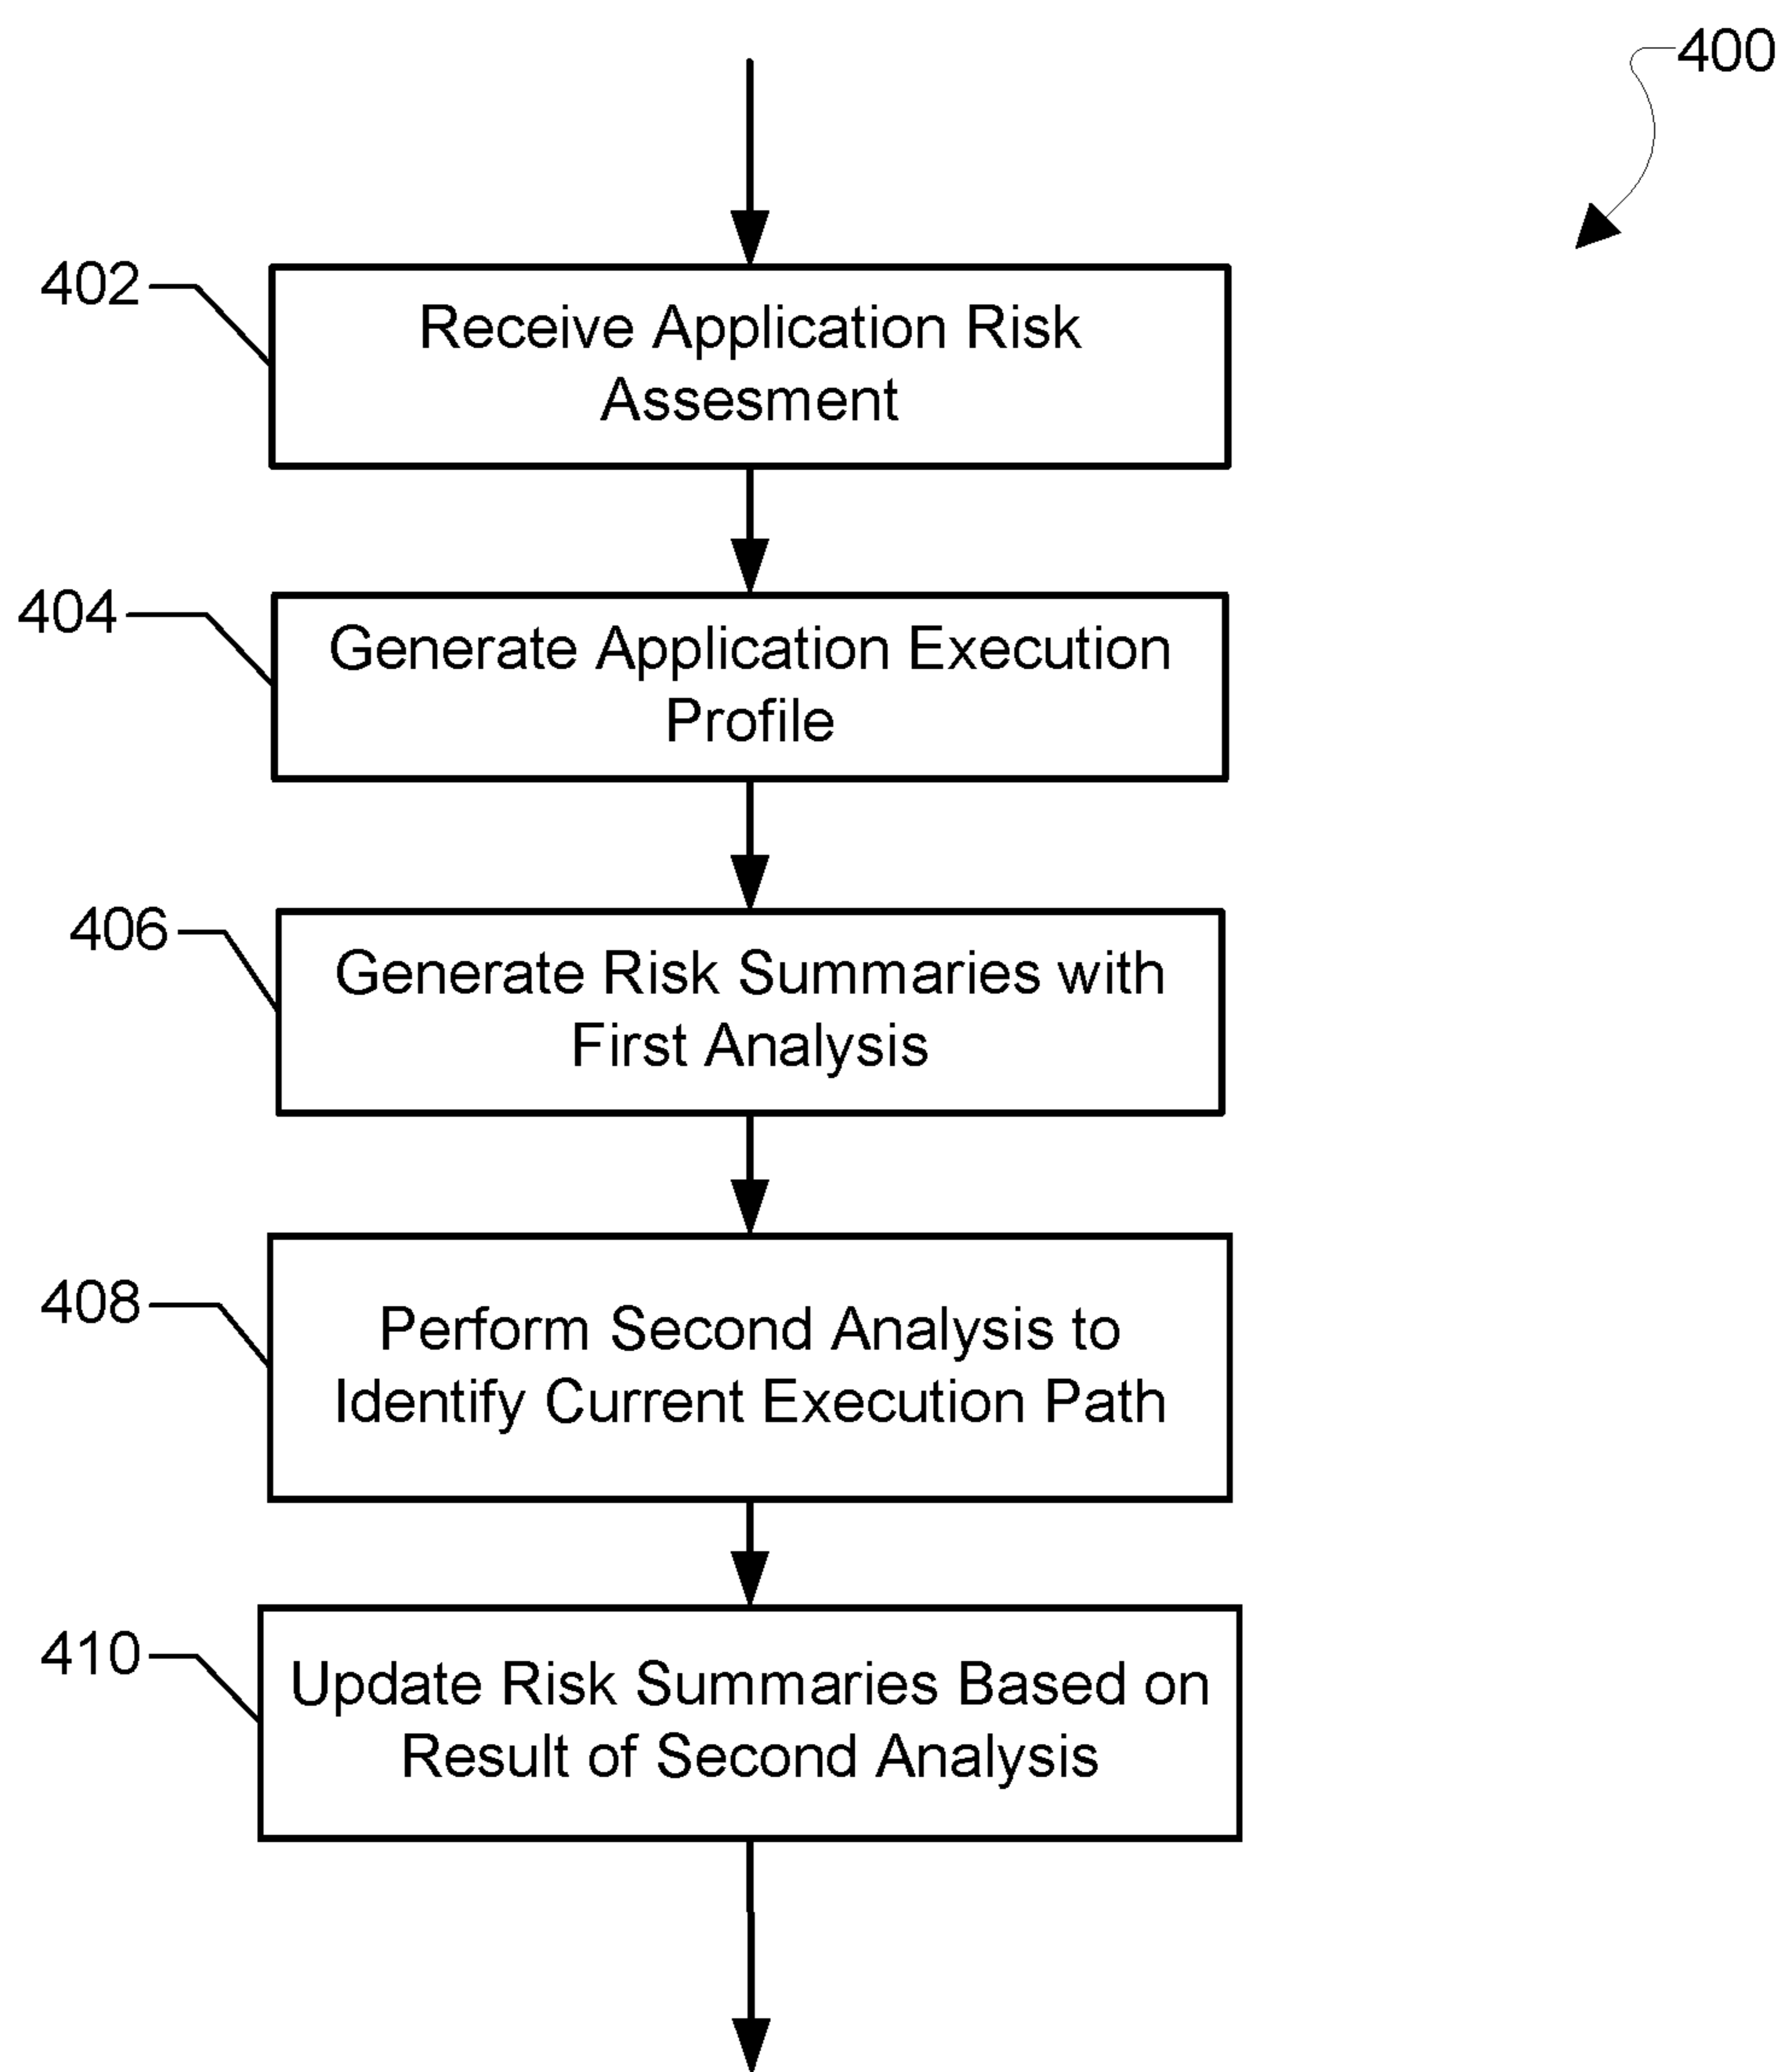 400
402
Receive Application Risk
Assesment
404
Generate Application Execution
Profile
406
Generate Risk Summaries with
First Analysis
408
Perform Second Analysis to
Identify Current Execution Path
410
Update Risk Summaries Based on
Result of Second Analysis